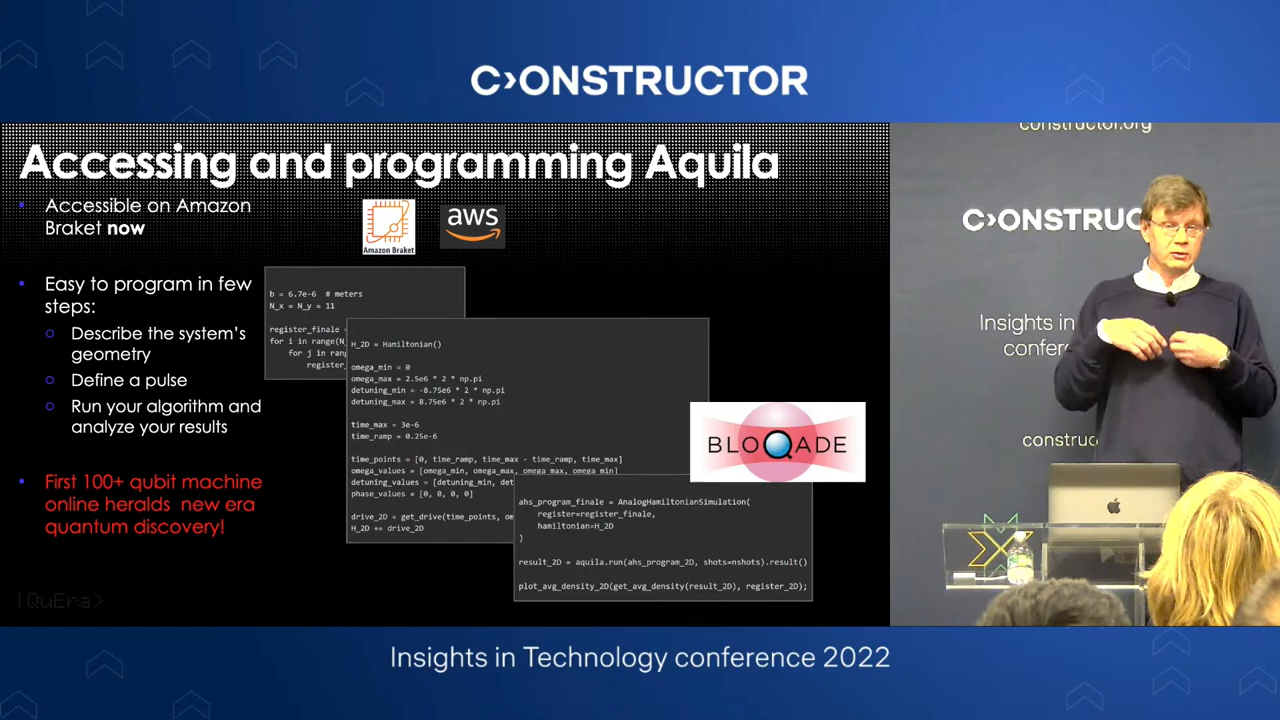 C›ONSTRUCTOR
Accessing and programming Aquila
Accessible on Amazon
Braket now
Amazon Braket
aws
Easy to program in few
steps:
Describe the system's
geometry
Define a pulse
Run your algorithm and
analyze your results
First 100+ qubit machine
online heralds new era
quantum discovery!
b = 6.7e-6 # meters
N_x = N_y = 11
register_finale =
for i in range(N_
for j in rang
register_
H_2D = Hamiltonian()
omega_min = 0
omega_max = 2.5e6 * 2 * np.pi
detuning_min = -8.75e6 * 2 * np.pi
detuning_max = 8.75e6 * 2 * np.pi
time_max = 3e-6
time_ramp = 0.25e-6
time_points = [0, time_ramp, time_max - time_ramp, time_max]
omega_values = [omega_min, omega_max, omega_max, omega_min]
detuning_values = [detuning_min, det
phase_values = [0, 0, 0, 0]
drive_2D = get_drive(time_points, om
H_2D += drive_2D
BLOQADE
ahs_program_finale = AnalogHamiltonianSimulation(
register=register_finale,
hamiltonian=H_2D
)
result_2D = aquila.run(ahs_program_2D, shots=nshots).result()
plot_avg_density_2D(get_avg_density(result_2D), register_2D);
|QuEra>
constructor.org
C›ONSTRUC
Insights in
confe
construc
Insights in Technology conference 2022